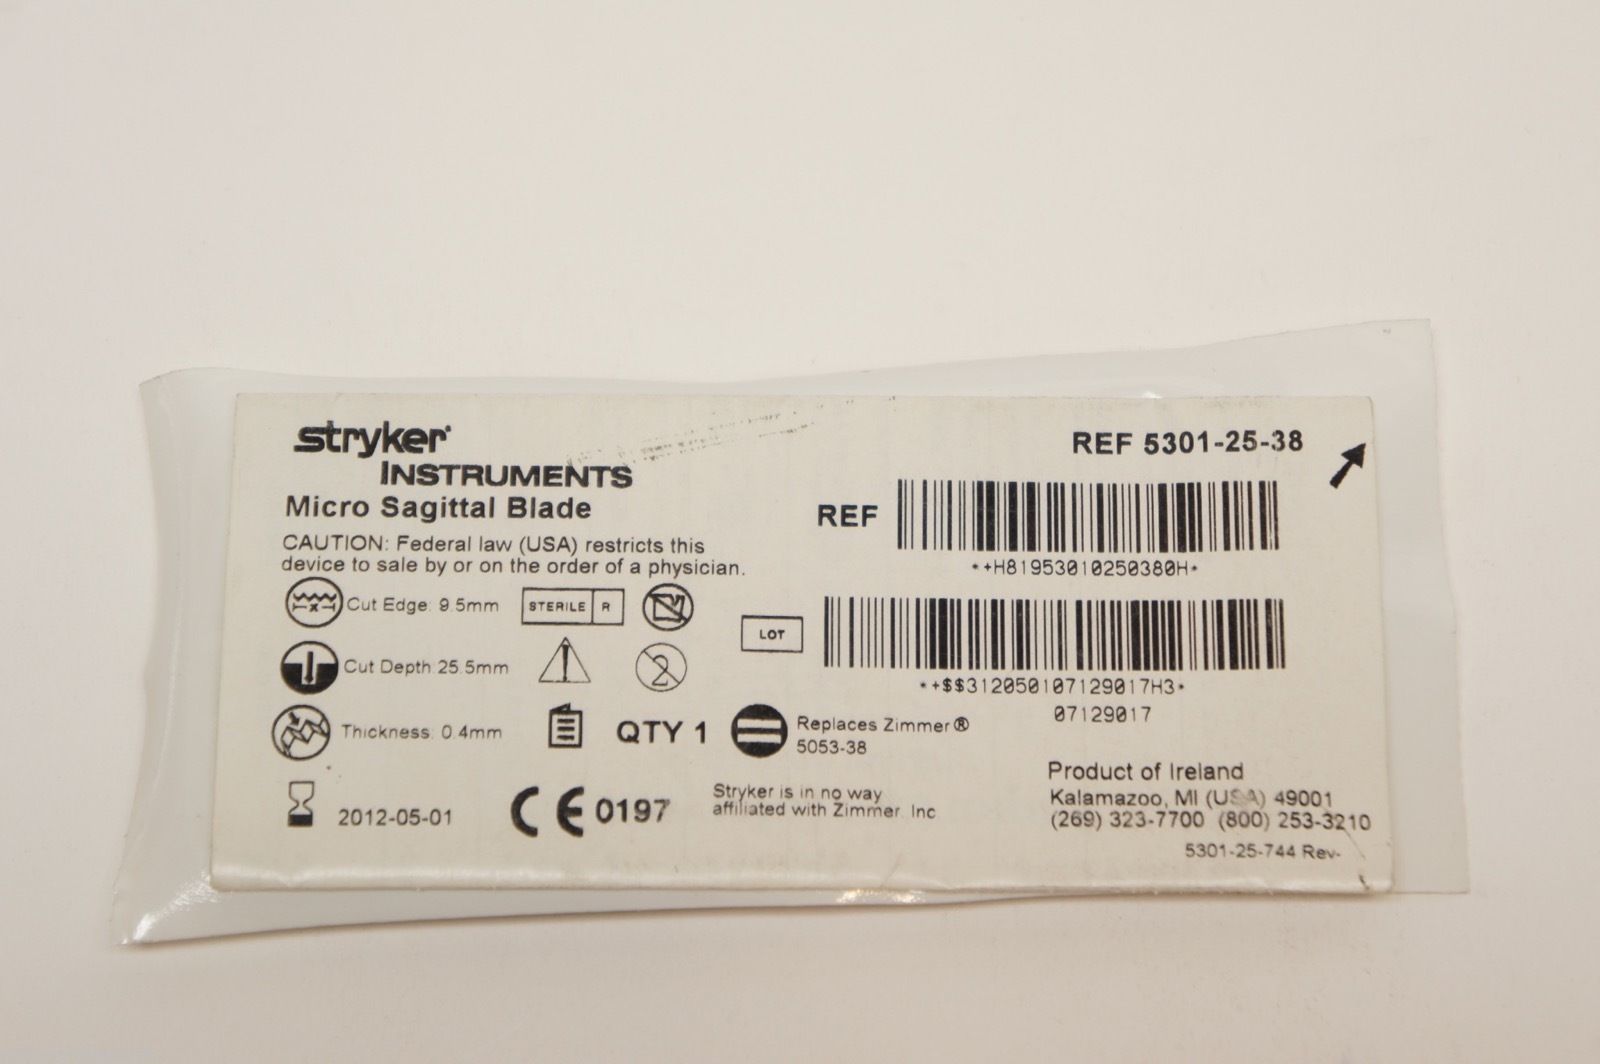 stryker
INSTRUMENTS
Micro Sagittal Blade
CAUTION: Federal law (USA) restricts this
device to sale by or on the order of a physician.
Cut Edge: 9.5mm
STERILE R
Cut Depth: 25.5mm
2
Thickness: 0.4mm
QTY 1
2012-05-01
CE 0197
REF 5301-25-38
REF
*+H81953010250380H*
LOT
*+$$312050107129017H3*
07129017
Replaces Zimmer®
5053-38
Stryker is in no way
affiliated with Zimmer. Inc
Product of Ireland
Kalamazoo, MI (USA) 49001
(269) 323-7700 (800) 253-3210
5301-25-744 Rev-